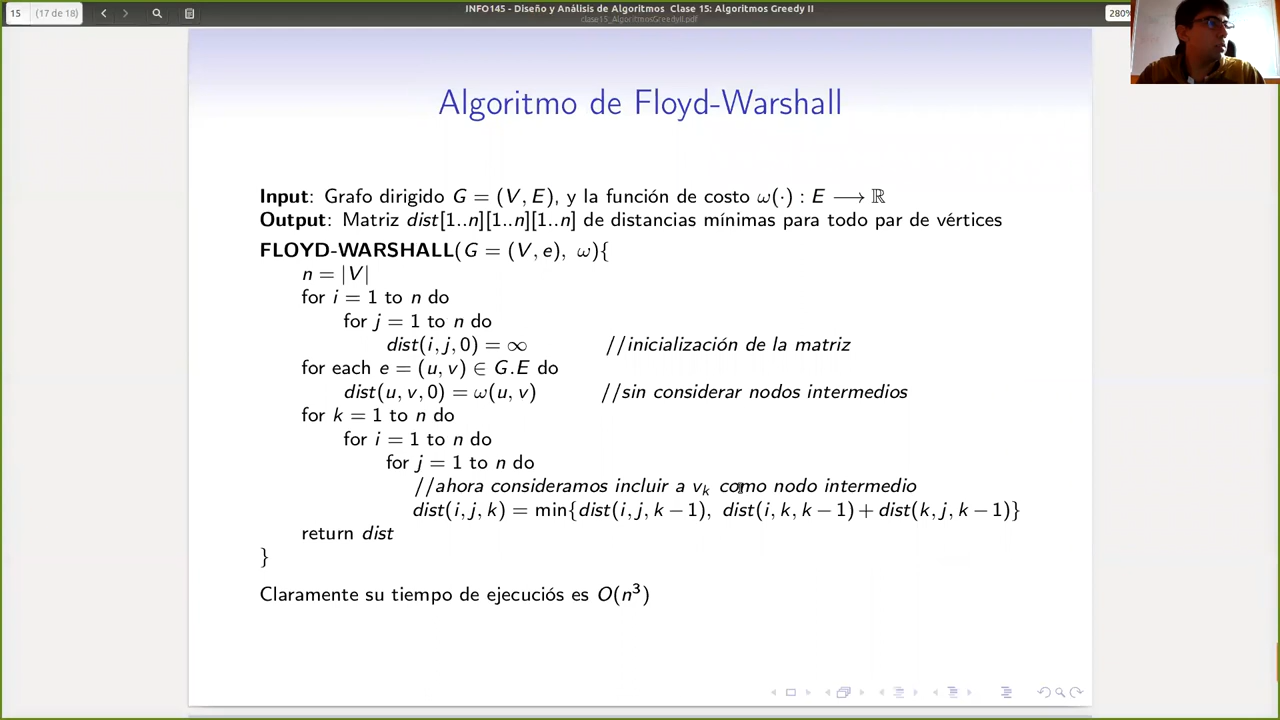 15 (17 de 18)
INFO145 - Diseño y Análisis de Algoritmos Clase 15: Algoritmos Greedy II
clase15_AlgoritmosGreedyII.pdf
280%
Algoritmo de Floyd-Warshall
Input: Grafo dirigido G = (V, E), y la función de costo ω(·) : E ⟶ ℝ
Output: Matriz dist[1..n][1..n][1..n] de distancias mínimas para todo par de vértices
FLOYD-WARSHALL(G = (V, e), ω){
n = |V|
for i = 1 to n do
for j = 1 to n do
dist(i, j, 0) = ∞ //inicialización de la matriz
for each e = (u, v) ∈ G.E do
dist(u, v, 0) = ω(u, v) //sin considerar nodos intermedios
for k = 1 to n do
for i = 1 to n do
for j = 1 to n do
//ahora consideramos incluir a vₖ como nodo intermedio
dist(i, j, k) = min{dist(i, j, k − 1), dist(i, k, k − 1) + dist(k, j, k − 1)}
return dist
}
Claramente su tiempo de ejecuciós es O(n³)